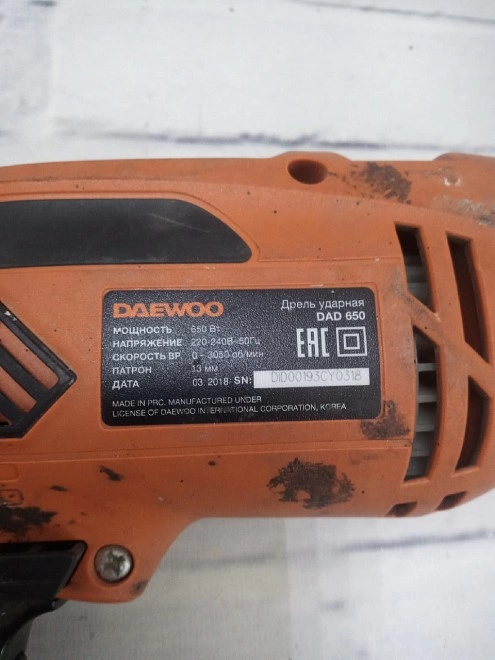 DAEWOO
Дрель ударная
DAD 650
МОЩНОСТЬ 650 Вт
НАПРЯЖЕНИЕ 220-240В~50Гц
СКОРОСТЬ ВР. 0 - 3050 об/мин
ПАТРОН 13 мм
ДАТА 03 2018 SN: DID00193CY0318
EAC
MADE IN PRC. MANUFACTURED UNDER
LICENSE OF DAEWOO INTERNATIONAL CORPORATION, KOREA